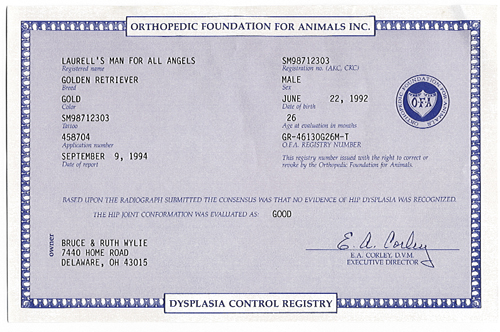 ORTHOPEDIC FOUNDATION FOR ANIMALS INC.
LAURELL'S MAN FOR ALL ANGELS
Registered name
SM98712303
Registration no. (AKC, CKC)
GOLDEN RETRIEVER
Breed
MALE
Sex
GOLD
Color
JUNE 22, 1992
Date of birth
SM98712303
Tattoo
26
Age at evaluation in months
458704
Application number
GR-46130G26M-T
O.F.A. REGISTRY NUMBER
SEPTEMBER 9, 1994
Date of report
This registry number issued with the right to correct or
revoke by the Orthopedic Foundation for Animals.
ORTHOPEDIC FOUNDATION FOR ANIMALS
O.F.A.
BASED UPON THE RADIOGRAPH SUBMITTED THE CONSENSUS WAS THAT NO EVIDENCE OF HIP DYSPLASIA WAS RECOGNIZED.
THE HIP JOINT CONFORMATION WAS EVALUATED AS: GOOD
owner
BRUCE & RUTH WYLIE
7440 HOME ROAD
DELAWARE, OH 43015
E. A. Corley
E.A. CORLEY, D.V.M.
EXECUTIVE DIRECTOR
DYSPLASIA CONTROL REGISTRY